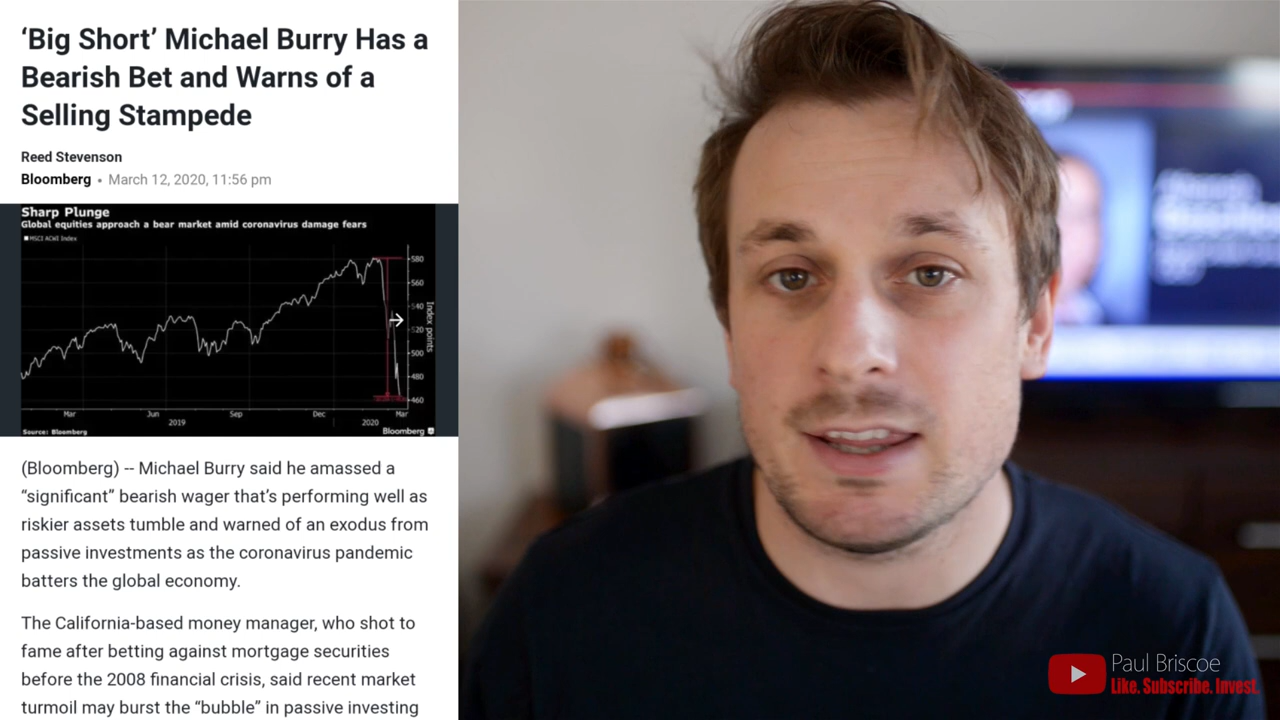 ‘Big Short’ Michael Burry Has a
Bearish Bet and Warns of a
Selling Stampede
Reed Stevenson
Bloomberg • March 12, 2020, 11:56 pm
Sharp Plunge
Global equities approach a bear market amid coronavirus damage fears
MSCI ACWI Index
580
560
540
520
500
480
460
Index points
Mar
Jun
Sep
Dec
Mar
2019
2020
Source: Bloomberg
Bloomberg
(Bloomberg) -- Michael Burry said he amassed a
“significant” bearish wager that’s performing well as
riskier assets tumble and warned of an exodus from
passive investments as the coronavirus pandemic
batters the global economy.
The California-based money manager, who shot to
fame after betting against mortgage securities
before the 2008 financial crisis, said recent market
turmoil may burst the “bubble” in passive investing
Paul Briscoe
Like. Subscribe. Invest.